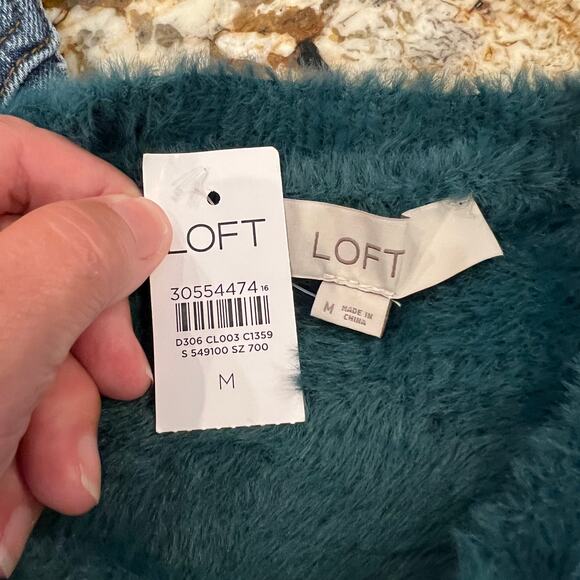 LOFT
30554474 16
D306 CL003 C1359
S 549100 SZ 700
M
LOFT
M
MADE IN
CHINA